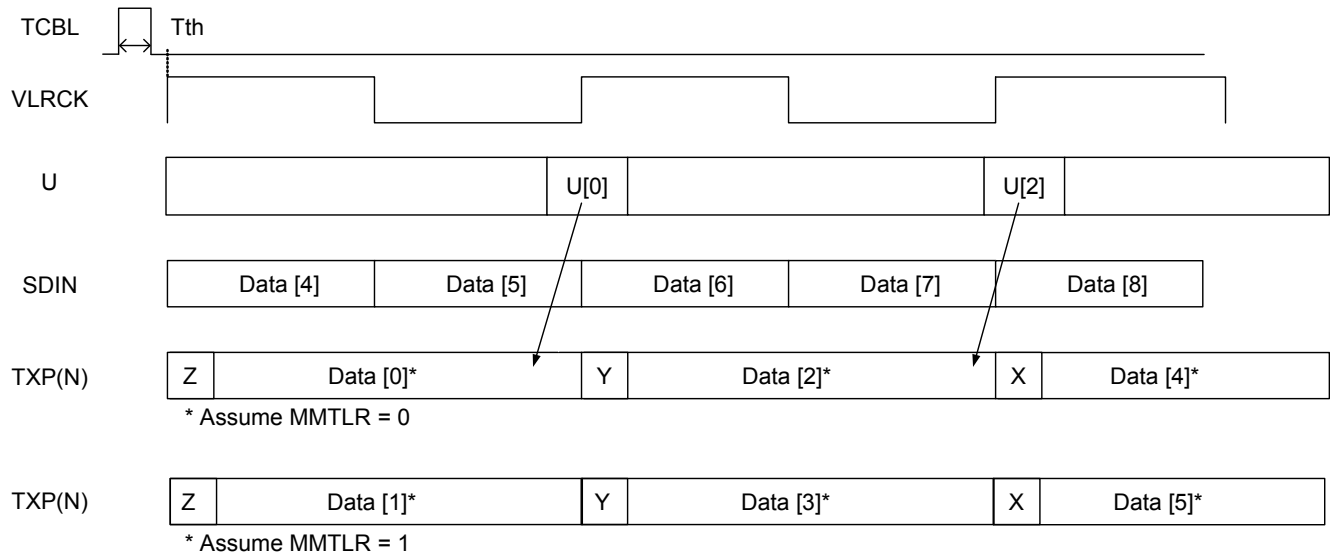 TCBL Tth
VLRCK
U U[0] U[2]
SDIN Data [4] Data [5] Data [6] Data [7] Data [8]
TXP(N) Z Data [0]* Y Data [2]* X Data [4]*
* Assume MMTLR = 0
TXP(N) Z Data [1]* Y Data [3]* X Data [5]*
* Assume MMTLR = 1